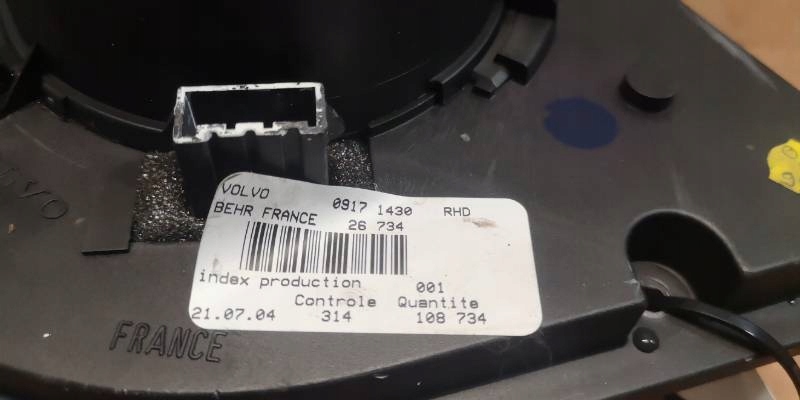 VOLVO
VOLVO 0917 1430 RHD
BEHR FRANCE 26 734
index production 001
Controle Quantite
21.07.04 314 108 734
FRANCE